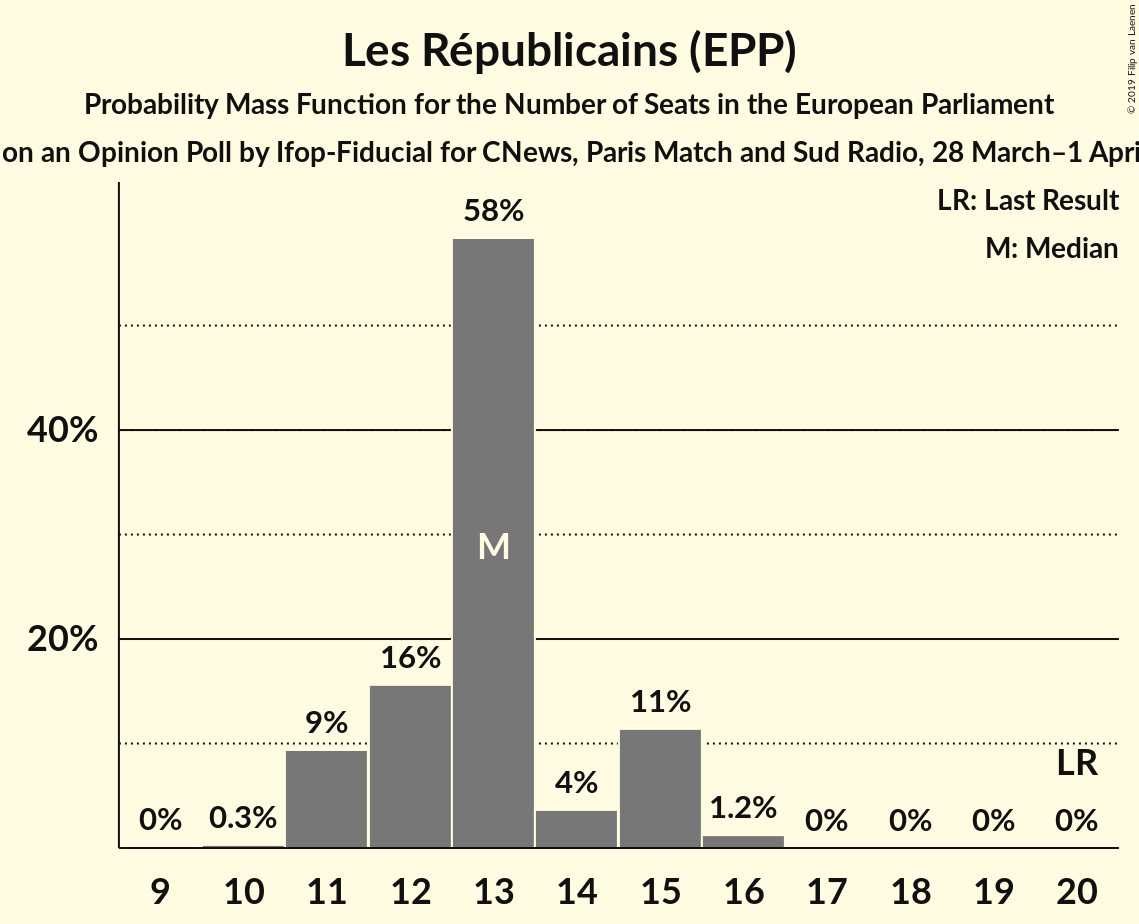 Les Républicains (EPP)
Probability Mass Function for the Number of Seats in the European Parliament
on an Opinion Poll by Ifop-Fiducial for CNews, Paris Match and Sud Radio, 28 March–1 Apri
© 2019 Filip van Laenen
LR: Last Result
M: Median
58%
40%
M
20%
16%
11%
9%
LR
4%
0% 0.3% 1.2% 0% 0% 0% 0%
9 10 11 12 13 14 15 16 17 18 19 20